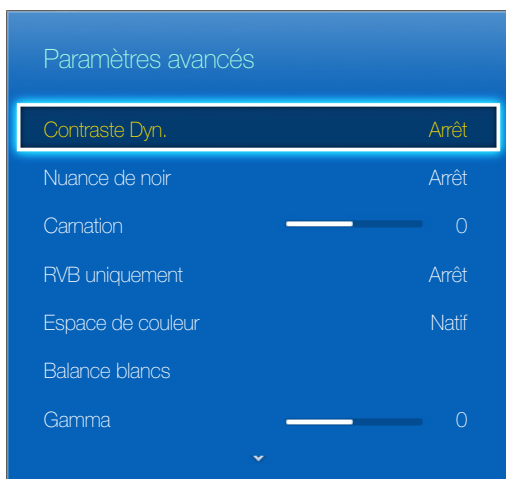 Paramètres avancés
Contraste Dyn. Arrêt
Nuance de noir Arrêt
Carnation 0
RVB uniquement Arrêt
Espace de couleur Natif
Balance blancs
Gamma 0